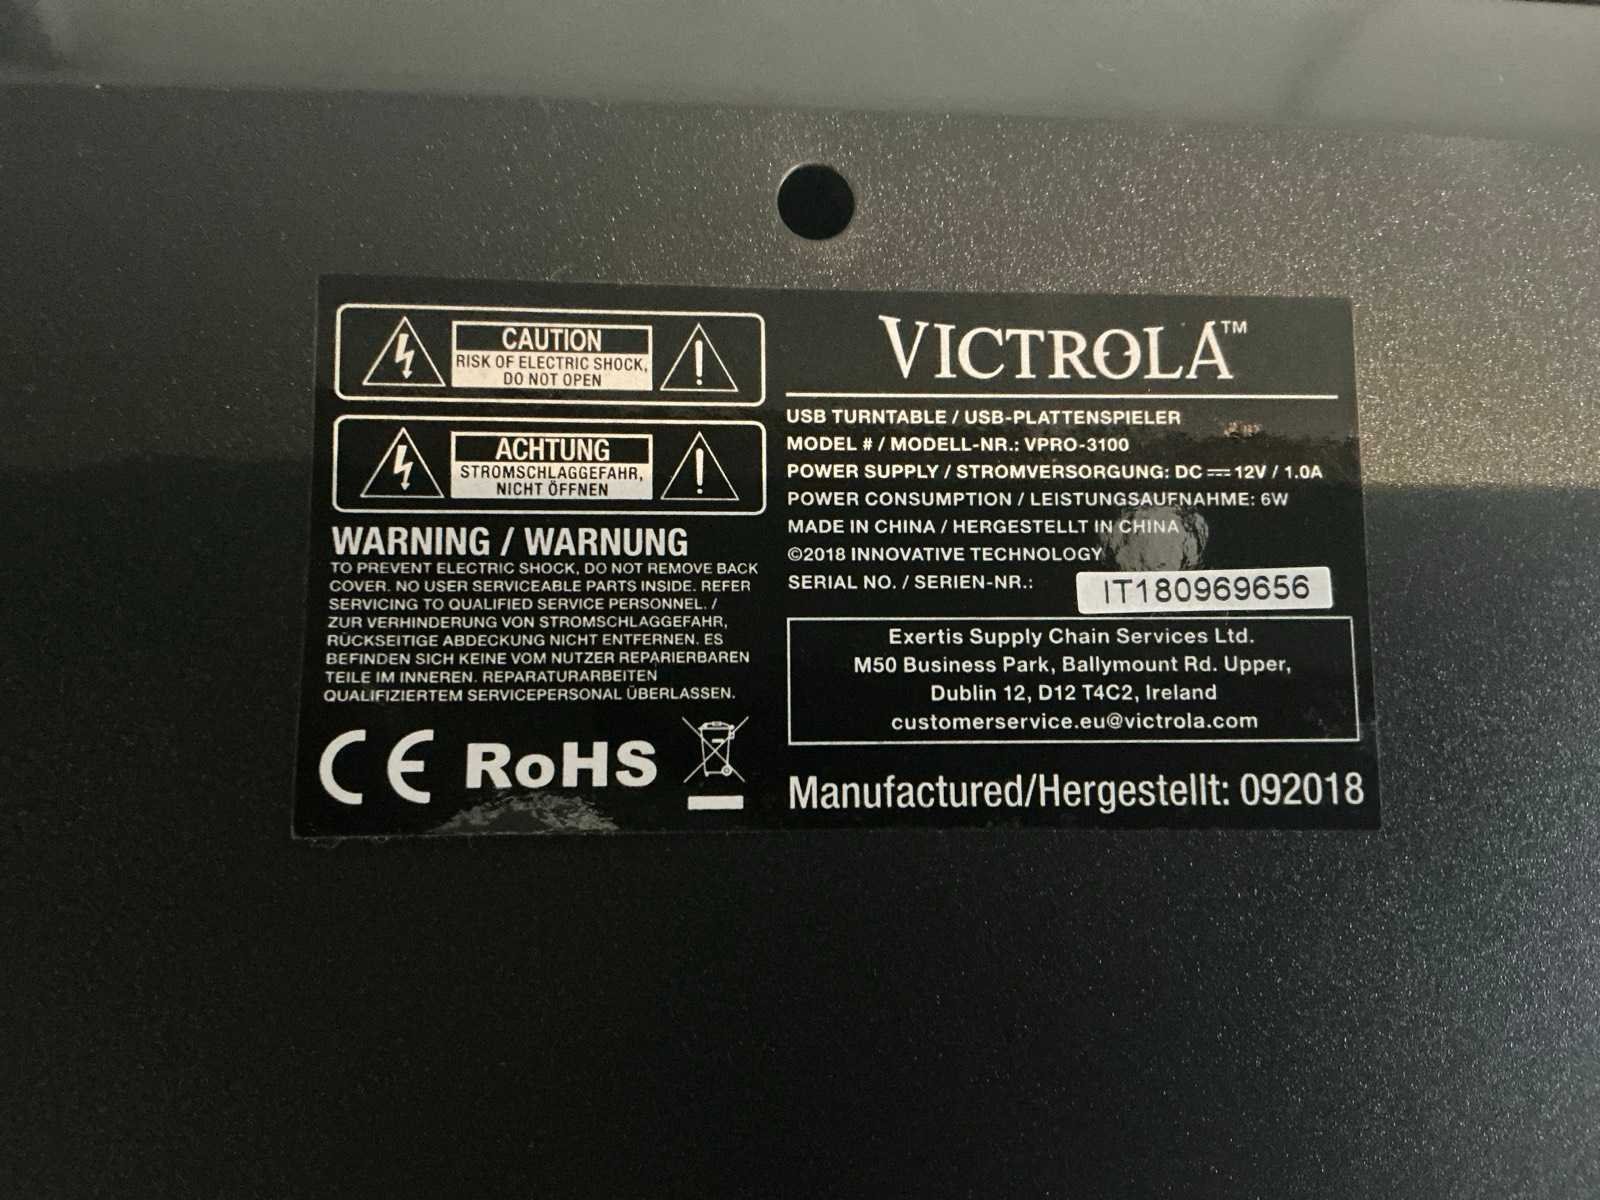 CAUTION
RISK OF ELECTRIC SHOCK,
DO NOT OPEN
ACHTUNG
STROMSCHLAGGEFAHR,
NICHT ÖFFNEN
WARNING / WARNUNG
TO PREVENT ELECTRIC SHOCK, DO NOT REMOVE BACK
COVER. NO USER SERVICEABLE PARTS INSIDE. REFER
SERVICING TO QUALIFIED SERVICE PERSONNEL. /
ZUR VERHINDERUNG VON STROMSCHLAGGEFAHR,
RÜCKSEITIGE ABDECKUNG NICHT ENTFERNEN. ES
BEFINDEN SICH KEINE VOM NUTZER REPARIERBAREN
TEILE IM INNEREN. REPARATURARBEITEN
QUALIFIZIERTEM SERVICEPERSONAL ÜBERLASSEN.
CE RoHS
VICTROLA™
USB TURNTABLE / USB-PLATTENSPIELER
MODEL # / MODELL-NR.: VPRO-3100
POWER SUPPLY / STROMVERSORGUNG: DC ⎓ 12V / 1.0A
POWER CONSUMPTION / LEISTUNGSAUFNAHME: 6W
MADE IN CHINA / HERGESTELLT IN CHINA
©2018 INNOVATIVE TECHNOLOGY
SERIAL NO. / SERIEN-NR.: IT180969656
Exertis Supply Chain Services Ltd.
M50 Business Park, Ballymount Rd. Upper,
Dublin 12, D12 T4C2, Ireland
customerservice.eu@victrola.com
Manufactured/Hergestellt: 092018